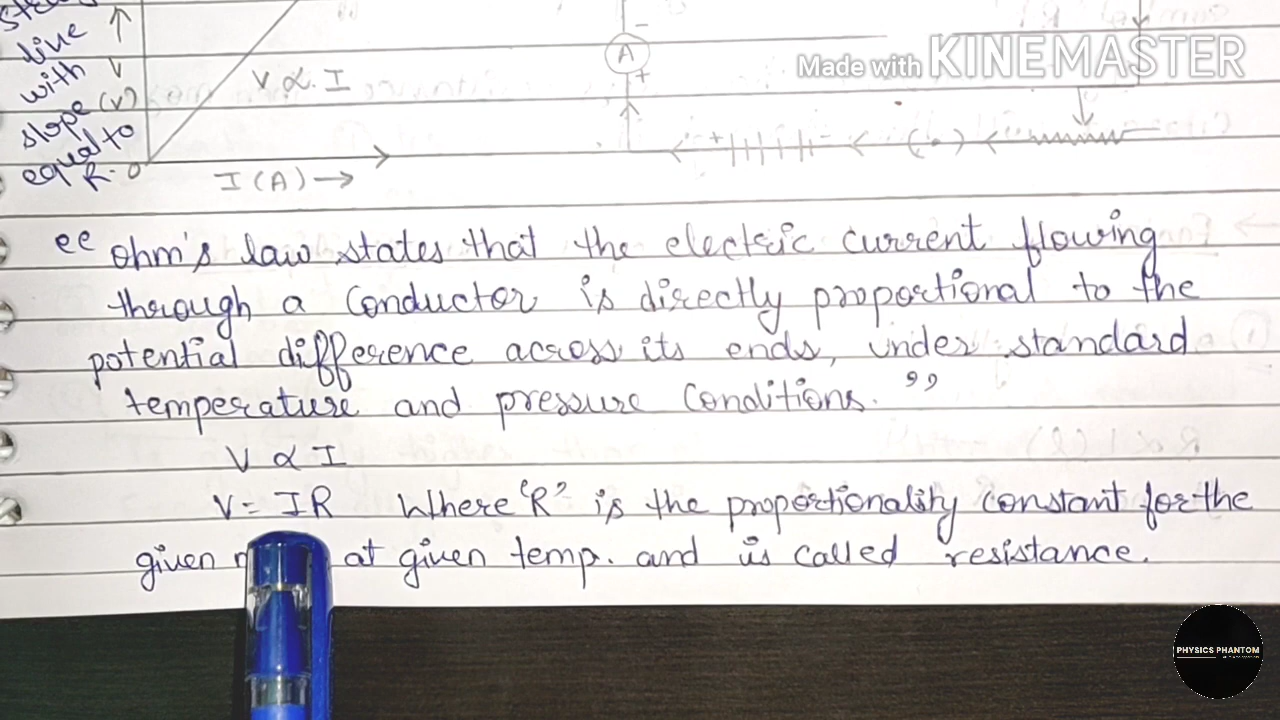 line
with
slope (V)
equal to
R.
O
V ∝ I
I (A) →
-
A
+
+ -
(.)
Made with KINEMASTER
"ohm's law states that the electric current flowing
through a conductor is directly proportional to the
potential difference across its ends, under standard
temperature and pressure conditions. "
V ∝ I
V = IR Where 'R' is the proportionality constant for the
given at given temp. and is called resistance.
PHYSICS PHANTOM